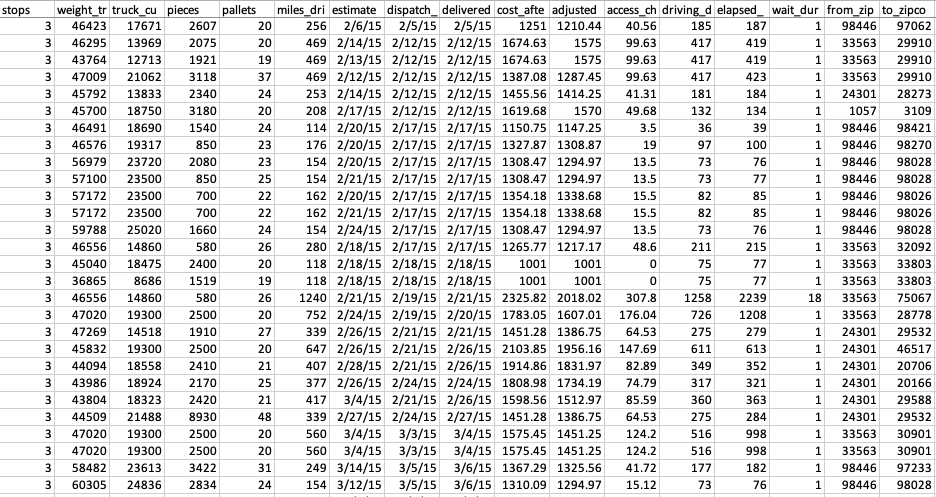 stops weight_tr truck_cu pieces pallets miles_dri estimate dispatch_ delivered cost_afte adjusted access_ch driving_d elapsed_ wait_dur from_zip to_zipco
3 46423 17671 2607 20 256 2/6/15 2/5/15 2/5/15 1251 1210.44 40.56 185 187 1 98446 97062
3 46295 13969 2075 20 469 2/14/15 2/12/15 2/12/15 1674.63 1575 99.63 417 419 1 33563 29910
3 43764 12713 1921 19 469 2/13/15 2/12/15 2/12/15 1674.63 1575 99.63 417 419 1 33563 29910
3 47009 21062 3118 37 469 2/12/15 2/12/15 2/12/15 1387.08 1287.45 99.63 417 423 1 33563 29910
3 45792 13833 2340 24 253 2/14/15 2/12/15 2/12/15 1455.56 1414.25 41.31 181 184 1 24301 28273
3 45700 18750 3180 20 208 2/17/15 2/12/15 2/12/15 1619.68 1570 49.68 132 134 1 1057 3109
3 46491 18690 1540 24 114 2/20/15 2/17/15 2/17/15 1150.75 1147.25 3.5 36 39 1 98446 98421
3 46576 19317 850 23 176 2/20/15 2/17/15 2/17/15 1327.87 1308.87 19 97 100 1 98446 98270
3 56979 23720 2080 23 154 2/20/15 2/17/15 2/17/15 1308.47 1294.97 13.5 73 76 1 98446 98028
3 57100 23500 850 25 154 2/21/15 2/17/15 2/17/15 1308.47 1294.97 13.5 73 77 1 98446 98028
3 57172 23500 700 22 162 2/20/15 2/17/15 2/17/15 1354.18 1338.68 15.5 82 85 1 98446 98026
3 57172 23500 700 22 162 2/21/15 2/17/15 2/17/15 1354.18 1338.68 15.5 82 85 1 98446 98026
3 59788 25020 1660 24 154 2/24/15 2/17/15 2/17/15 1308.47 1294.97 13.5 73 76 1 98446 98028
3 46556 14860 580 26 280 2/18/15 2/17/15 2/18/15 1265.77 1217.17 48.6 211 215 1 33563 32092
3 45040 18475 2400 20 118 2/18/15 2/18/15 2/18/15 1001 1001 0 75 77 1 33563 33803
3 36865 8686 1519 19 118 2/18/15 2/18/15 2/18/15 1001 1001 0 75 77 1 33563 33803
3 46556 14860 580 26 1240 2/21/15 2/19/15 2/21/15 2325.82 2018.02 307.8 1258 2239 18 33563 75067
3 47020 19300 2500 20 752 2/24/15 2/19/15 2/20/15 1783.05 1607.01 176.04 726 1208 1 33563 28778
3 47269 14518 1910 27 339 2/26/15 2/21/15 2/21/15 1451.28 1386.75 64.53 275 279 1 24301 29532
3 45832 19300 2500 20 647 2/26/15 2/21/15 2/26/15 2103.85 1956.16 147.69 611 613 1 24301 46517
3 44094 18558 2410 21 407 2/28/15 2/21/15 2/26/15 1914.86 1831.97 82.89 349 352 1 24301 20706
3 43986 18924 2170 25 377 2/26/15 2/24/15 2/24/15 1808.98 1734.19 74.79 317 321 1 24301 20166
3 43804 18323 2420 21 417 3/4/15 2/21/15 2/26/15 1598.56 1512.97 85.59 360 363 1 24301 29588
3 44509 21488 8930 48 339 2/27/15 2/24/15 2/27/15 1451.28 1386.75 64.53 275 284 1 24301 29532
3 47020 19300 2500 20 560 3/4/15 3/3/15 3/4/15 1575.45 1451.25 124.2 516 998 1 33563 30901
3 47020 19300 2500 20 560 3/4/15 3/3/15 3/4/15 1575.45 1451.25 124.2 516 998 1 33563 30901
3 58482 23613 3422 31 249 3/14/15 3/5/15 3/6/15 1367.29 1325.56 41.72 177 182 1 98446 97233
3 60305 24836 2834 24 154 3/12/15 3/5/15 3/6/15 1310.09 1294.97 15.12 73 76 1 98446 98028